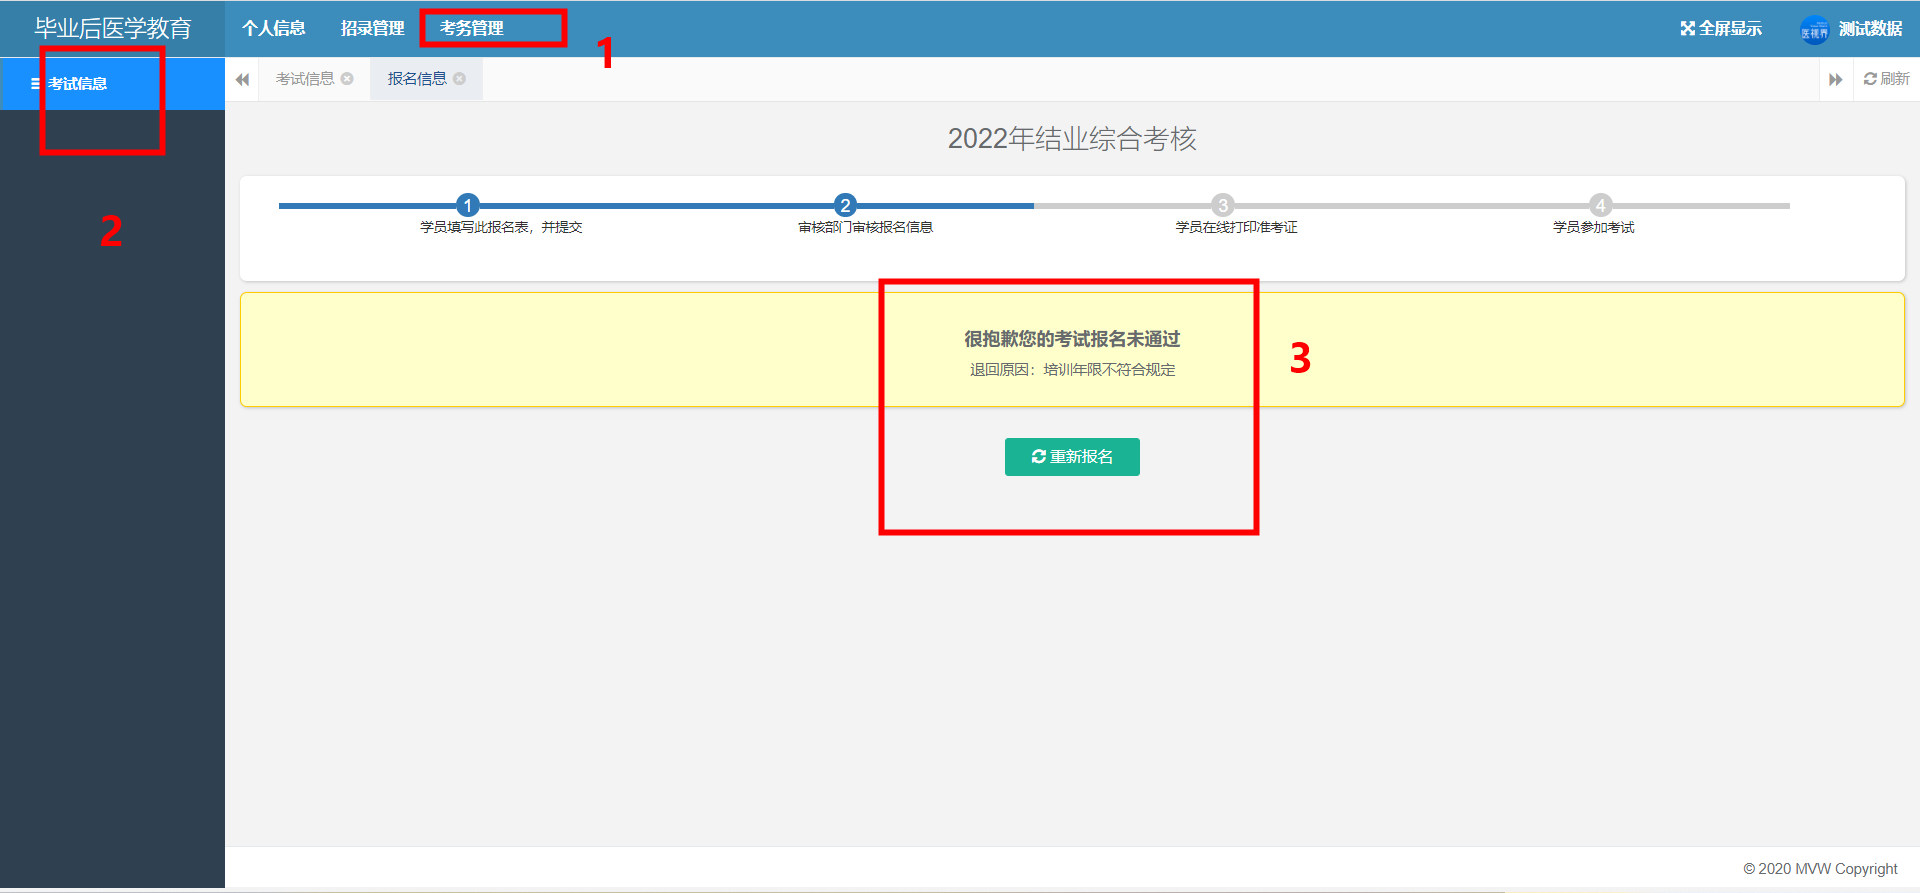 毕业后医学教育
个人信息 招录管理 考务管理
1
全屏显示
医视界
测试数据
考试信息
考试信息 报名信息
刷新
2
2022年结业综合考核
1 2 3 4
学员填写此报名表，并提交 审核部门审核报名信息 学员在线打印准考证 学员参加考试
很抱歉您的考试报名未通过
退回原因：培训年限不符合规定
3
重新报名
© 2020 MVW Copyright